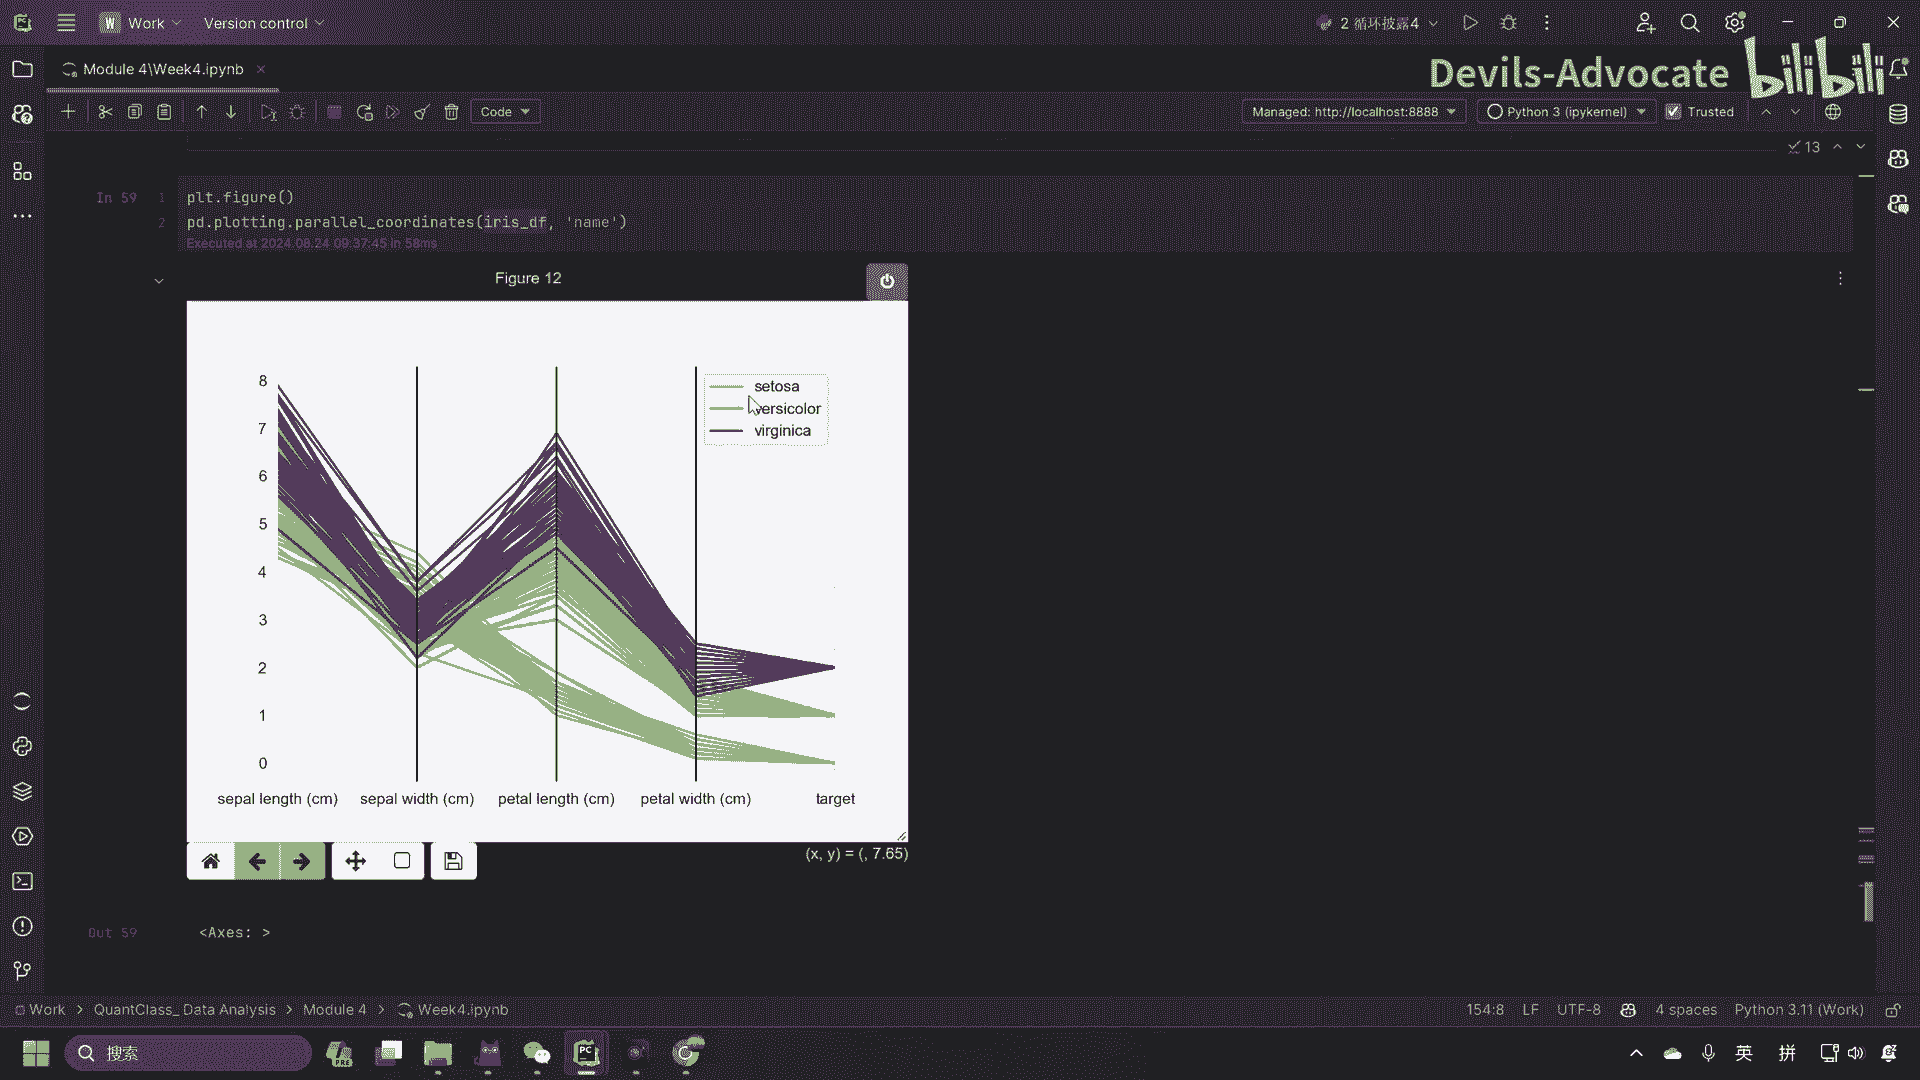 W Work
Version control
2 循环披露4
Module 4\Week4.ipynb
Devils-Advocate
bilibili
Code
Managed: http://localhost:8888
Python 3 (ipykernel)
Trusted
13
In 59
1 plt.figure()
2 pd.plotting.parallel_coordinates(iris_df, 'name')
Executed at 2024.08.24 09:37:45 in 58ms
Figure 12
8
7
6
5
4
3
2
1
0
setosa
versicolor
virginica
sepal length (cm)
sepal width (cm)
petal length (cm)
petal width (cm)
target
(x, y) = (, 7.65)
Out 59
<Axes: >
Work > QuantClass_ Data Analysis > Module 4 > Week4.ipynb
154:8 LF UTF-8 4 spaces Python 3.11 (Work)
搜索
PRE
PC
英
拼